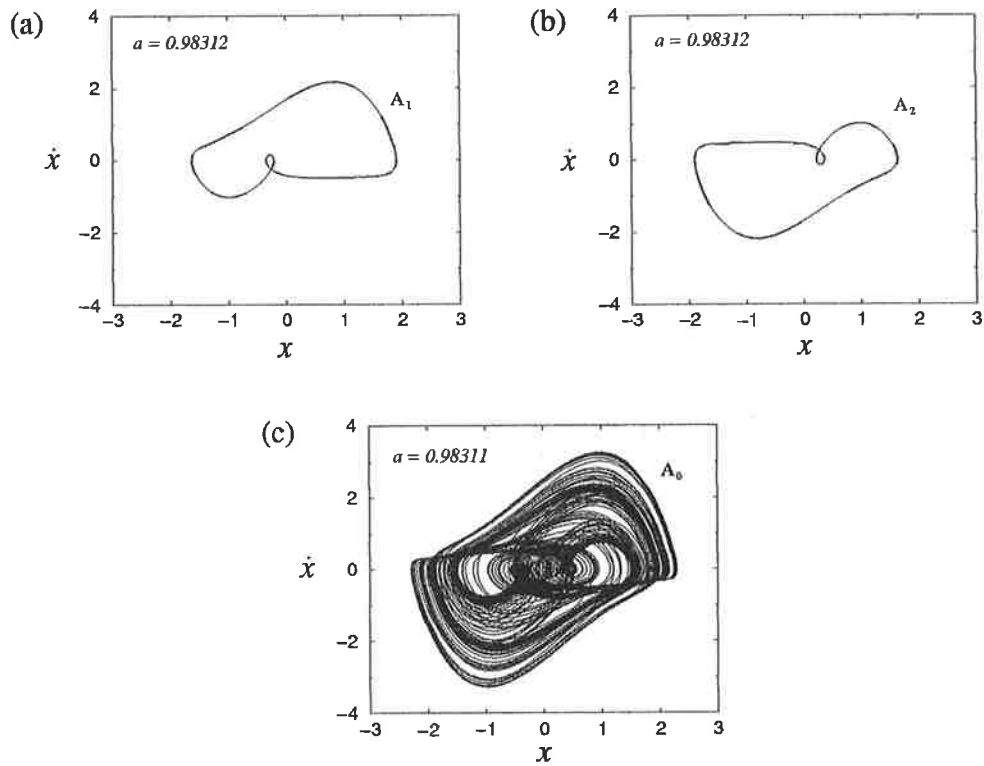 (a)
a = 0.98312
A₁
4
2
0
−2
−4
ẋ
−3 −2 −1 0 1 2 3
x
(b)
a = 0.98312
A₂
4
2
0
−2
−4
ẋ
−3 −2 −1 0 1 2 3
x
(c)
a = 0.98311
A₀
4
2
0
−2
−4
ẋ
−3 −2 −1 0 1 2 3
x